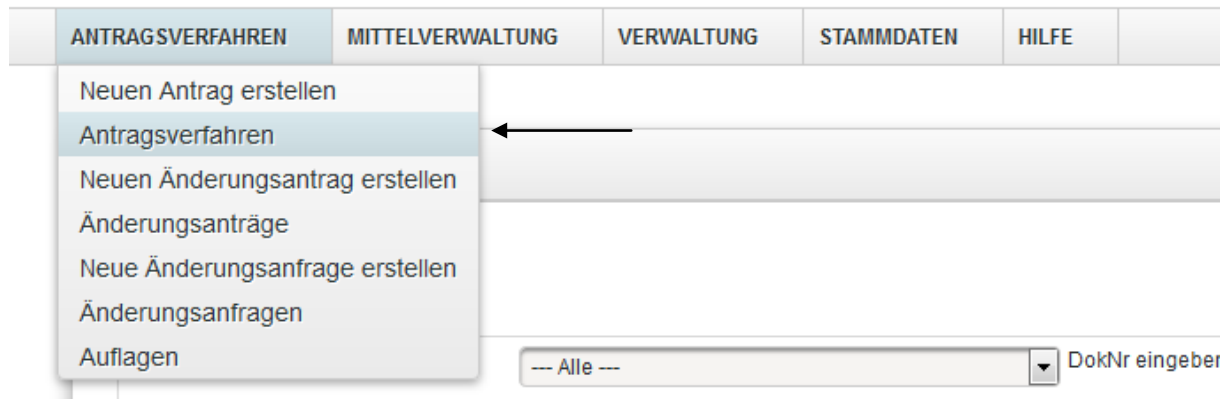 ANTRAGSVERFAHREN MITTELVERWALTUNG VERWALTUNG STAMMDATEN HILFE
Neuen Antrag erstellen
Antragsverfahren
Neuen Änderungsantrag erstellen
Änderungsanträge
Neue Änderungsanfrage erstellen
Änderungsanfragen
Auflagen
--- Alle --- DokNr eingeben